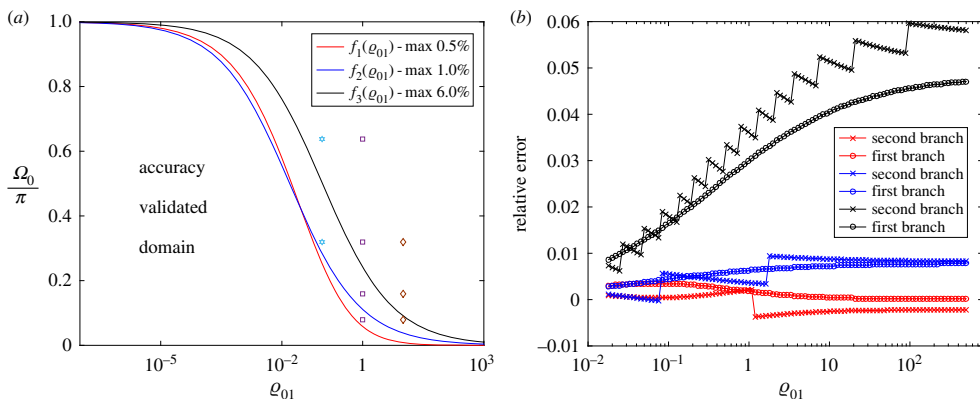 (a)
1.0
0.8
0.6
0.4
0.2
0
Ω0/π
f1(ϱ01) - max 0.5%
f2(ϱ01) - max 1.0%
f3(ϱ01) - max 6.0%
accuracy
validated
domain
10−5
10−2
1
103
ϱ01
(b)
0.06
0.05
0.04
0.03
0.02
0.01
0
−0.01
relative error
second branch
first branch
second branch
first branch
second branch
first branch
10−2
10−1
1
10
102
ϱ01